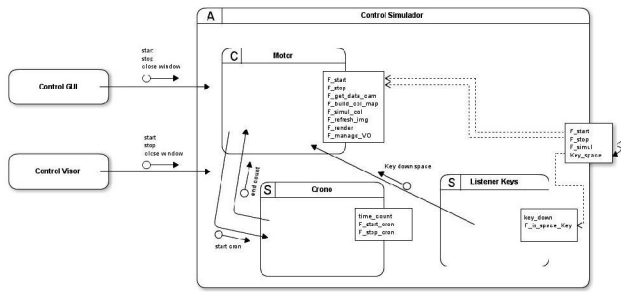 A
Control Simulador
start
stop
close window
C
Motor
F_start
F_stop
F_get_data_cam
F_build_col_map
F_simul_col
F_refresh_img
F_render
F_manage_VO
Control GUI
F_start
F_stop
F_simul
Key_space
start
stop
close window
Control Visor
Key down space
end count
S
Crono
S
Listener Keys
time_count
F_start_cron
F_stop_cron
key_down
F_is_space_Key
start cron